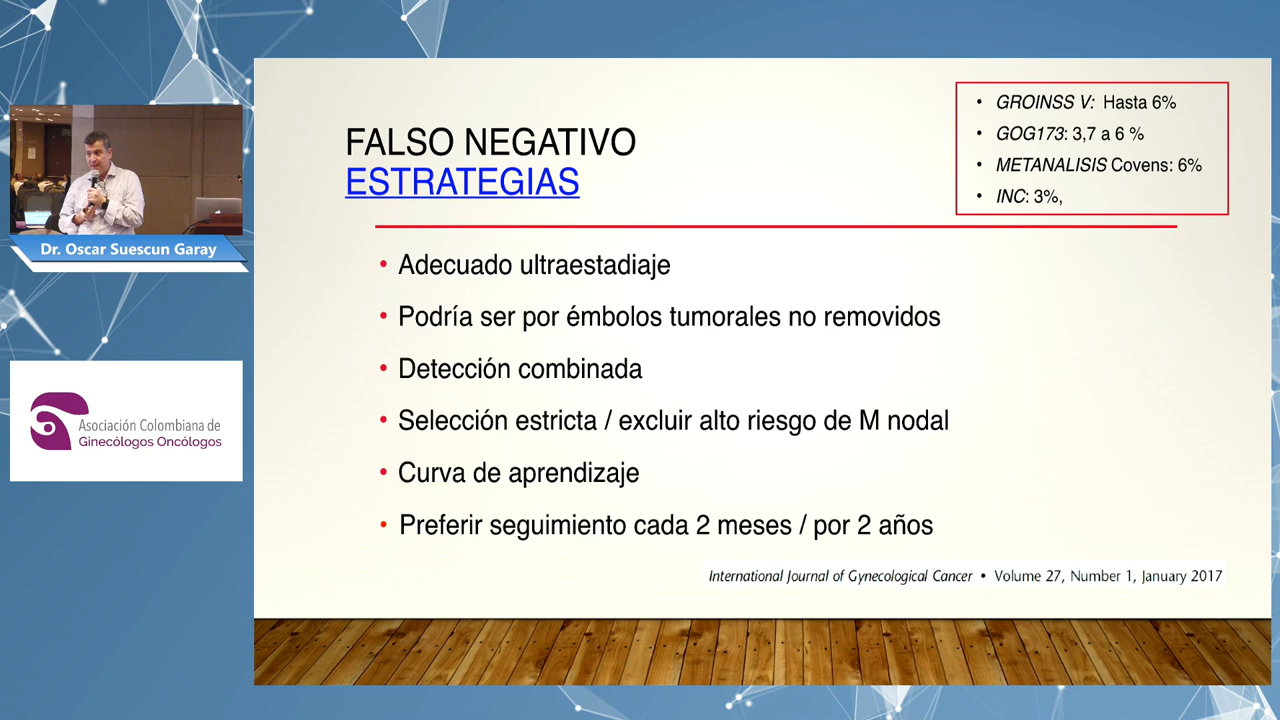 Dr. Oscar Suescun Garay
Asociación Colombiana de
Ginecólogos Oncólogos
FALSO NEGATIVO
ESTRATEGIAS
• GROINSS V: Hasta 6%
• GOG173: 3,7 a 6 %
• METANALISIS Covens: 6%
• INC: 3%,
• Adecuado ultraestadiaje
• Podría ser por émbolos tumorales no removidos
• Detección combinada
• Selección estricta / excluir alto riesgo de M nodal
• Curva de aprendizaje
• Preferir seguimiento cada 2 meses / por 2 años
International Journal of Gynecological Cancer • Volume 27, Number 1, January 2017